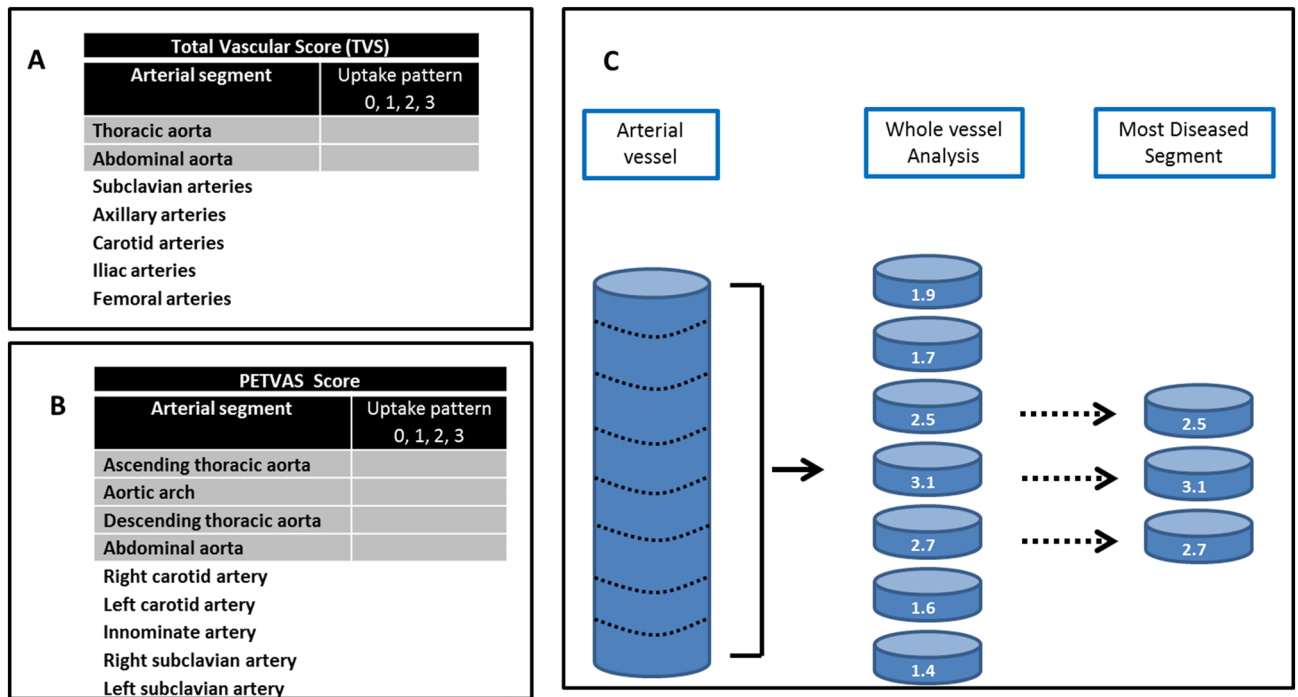 A
Total Vascular Score (TVS)
Arterial segment
Uptake pattern
0, 1, 2, 3
Thoracic aorta
Abdominal aorta
Subclavian arteries
Axillary arteries
Carotid arteries
Iliac arteries
Femoral arteries
B
PETVAS Score
Arterial segment
Uptake pattern
0, 1, 2, 3
Ascending thoracic aorta
Aortic arch
Descending thoracic aorta
Abdominal aorta
Right carotid artery
Left carotid artery
Innominate artery
Right subclavian artery
Left subclavian artery
C
Arterial
vessel
Whole vessel
Analysis
Most Diseased
Segment
1.9
1.7
2.5
3.1
2.7
1.6
1.4
2.5
3.1
2.7